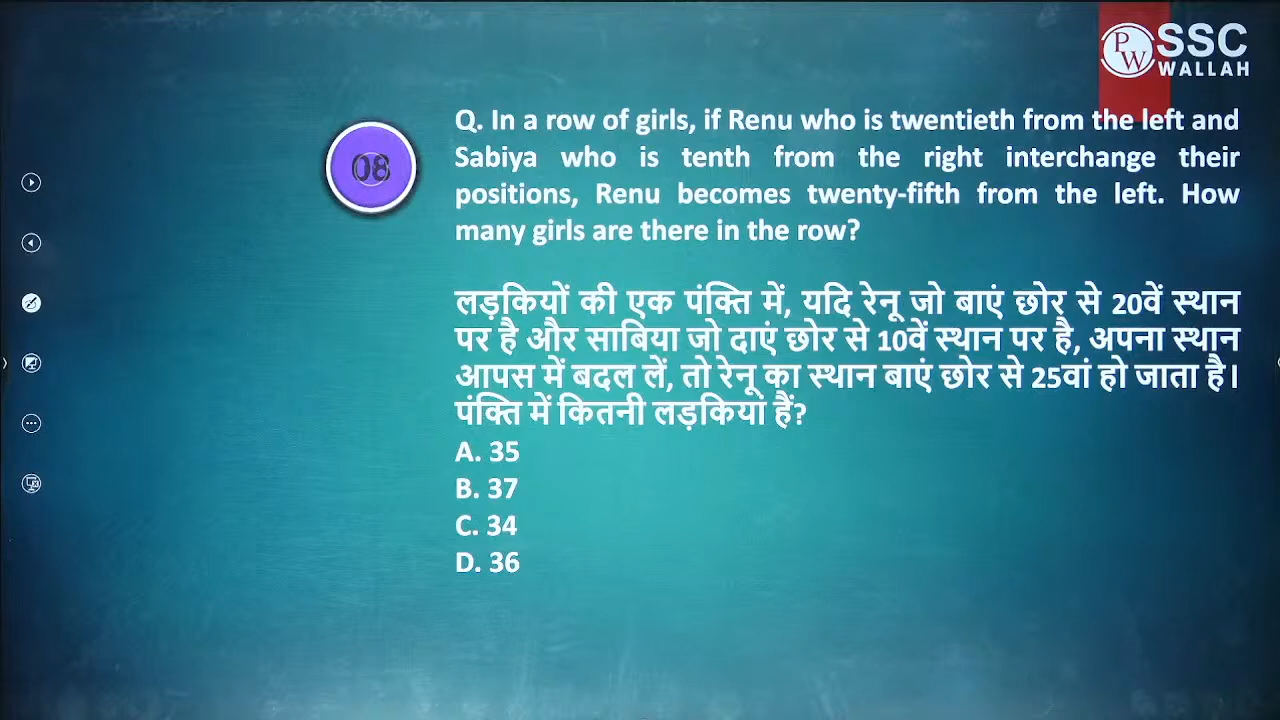 PW SSC
WALLAH
08
Q. In a row of girls, if Renu who is twentieth from the left and
Sabiya who is tenth from the right interchange their
positions, Renu becomes twenty-fifth from the left. How
many girls are there in the row?
लड़कियों की एक पंक्ति में, यदि रेनू जो बाएं छोर से 20वें स्थान
पर है और साबिया जो दाएं छोर से 10वें स्थान पर है, अपना स्थान
आपस में बदल लें, तो रेनू का स्थान बाएं छोर से 25वां हो जाता है।
पंक्ति में कितनी लड़कियां हैं?
A. 35
B. 37
C. 34
D. 36